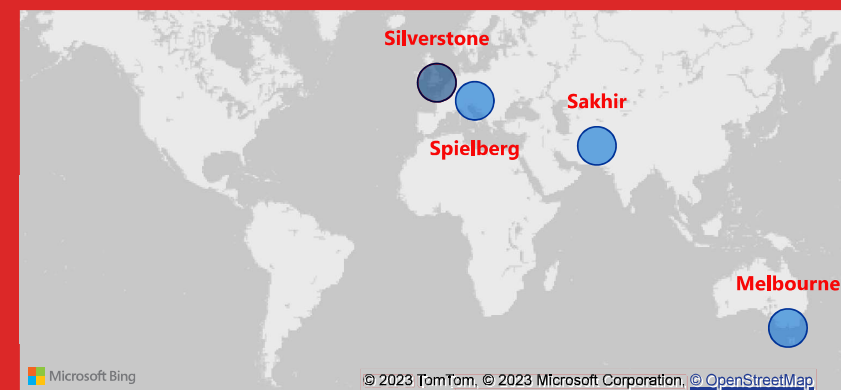 Silverstone
Sakhir
Spielberg
Melbourne
Microsoft Bing
© 2023 TomTom, © 2023 Microsoft Corporation, © OpenStreetMap